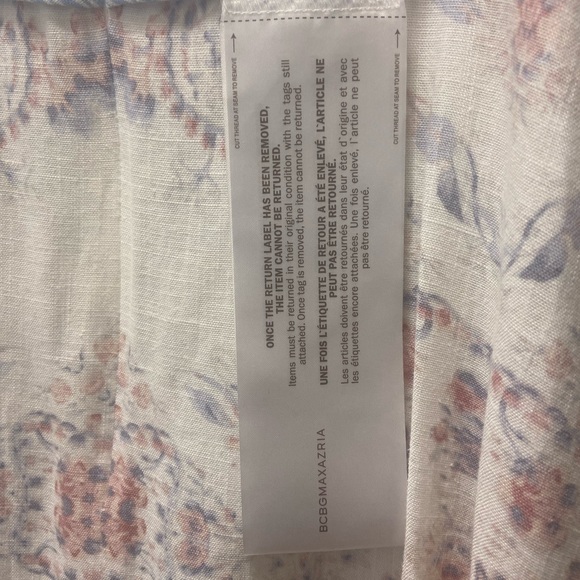 CUT THREAD AT SEAM TO REMOVE
ONCE THE RETURN LABEL HAS BEEN REMOVED,
THE ITEM CANNOT BE RETURNED.
Items must be returned in their original condition with the tags still
attached. Once tag is removed, the item cannot be returned.
UNE FOIS L'ÉTIQUETTE DE RETOUR A ÉTÉ ENLEVÉ, L'ARTICLE NE
PEUT PAS ÊTRE RETOURNÉ.
Les articles doivent être retournés dans leur état d'origine et avec
les étiquettes encore attachées. Une fois enlevé, l'article ne peut
pas être retourné.
CUT THREAD AT SEAM TO REMOVE
BCBGMAXAZRIA